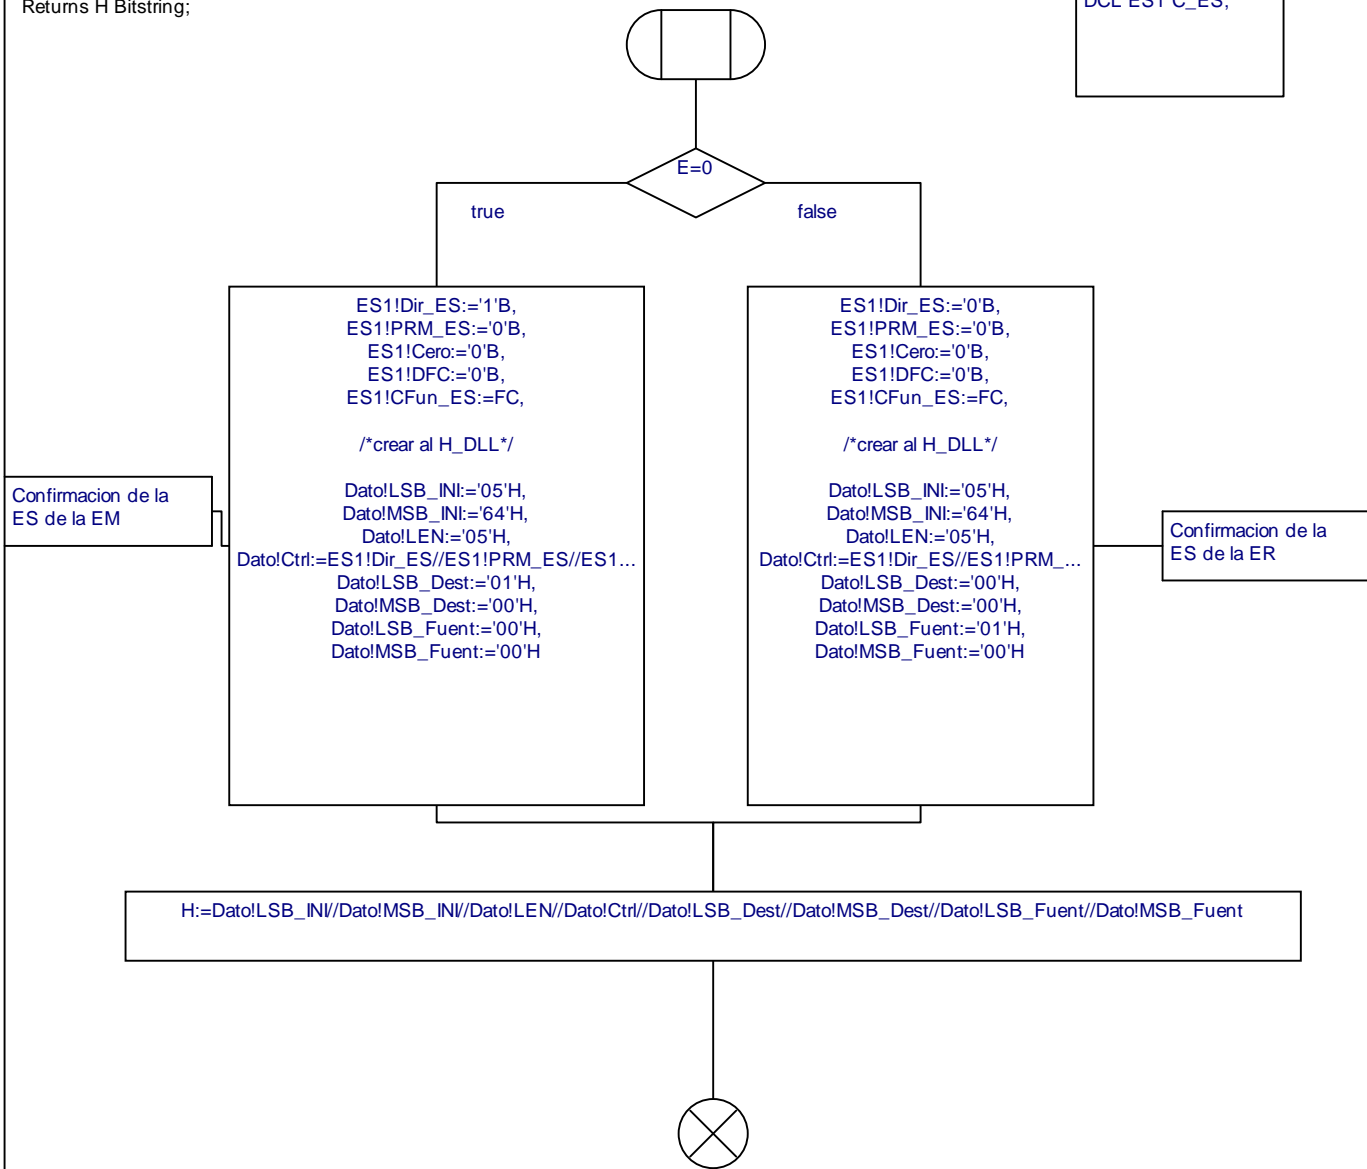 Returns H Bitstring;
DCL ES1 C_ES;
E=0
true
false
ES1!Dir_ES:='1'B,
ES1!PRM_ES:='0'B,
ES1!Cero:='0'B,
ES1!DFC:='0'B,
ES1!CFun_ES:=FC,
/*crear al H_DLL*/
Dato!LSB_INI:='05'H,
Dato!MSB_INI:='64'H,
Dato!LEN:='05'H,
Dato!Ctrl:=ES1!Dir_ES//ES1!PRM_ES//ES1...
Dato!LSB_Dest:='01'H,
Dato!MSB_Dest:='00'H,
Dato!LSB_Fuent:='00'H,
Dato!MSB_Fuent:='00'H
ES1!Dir_ES:='0'B,
ES1!PRM_ES:='0'B,
ES1!Cero:='0'B,
ES1!DFC:='0'B,
ES1!CFun_ES:=FC,
/*crear al H_DLL*/
Dato!LSB_INI:='05'H,
Dato!MSB_INI:='64'H,
Dato!LEN:='05'H,
Dato!Ctrl:=ES1!Dir_ES//ES1!PRM_...
Dato!LSB_Dest:='00'H,
Dato!MSB_Dest:='00'H,
Dato!LSB_Fuent:='01'H,
Dato!MSB_Fuent:='00'H
Confirmacion de la
ES de la EM
Confirmacion de la
ES de la ER
H:=Dato!LSB_INI//Dato!MSB_INI//Dato!LEN//Dato!Ctrl//Dato!LSB_Dest//Dato!MSB_Dest//Dato!LSB_Fuent//Dato!MSB_Fuent